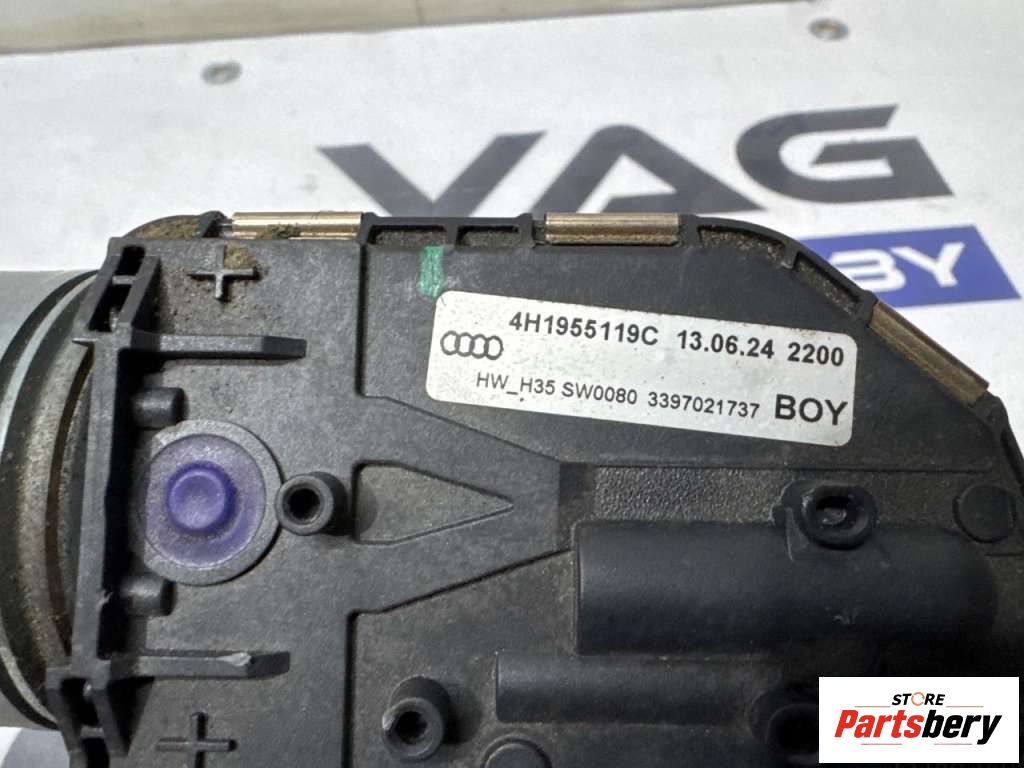 VAG
BY
4H1955119C 13.06.24 2200
HW_H35 SW0080 3397021737 BOY
STORE
Partsbery